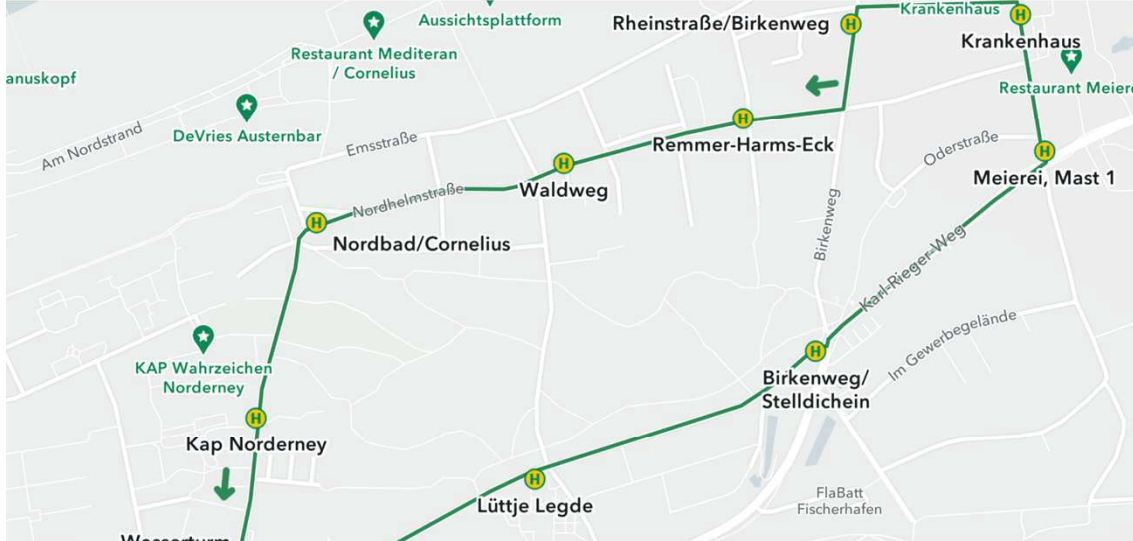 Aussichtsplattform
Rheinstraße/Birkenweg
H
Krankenhaus
H
Krankenhaus
Restaurant Mediteran
/ Cornelius
anuskopf
Restaurant Meiere
DeVries Austernbar
Am Nordstrand
Emsstraße
H
Remmer-Harms-Eck
Oderstraße
H
Meierei, Mast 1
H
Waldweg
Nordhelmstraße
H
Nordbad/Cornelius
Birkenweg
Karl-Rieger-Weg
Im Gewerbegelände
KAP Wahrzeichen
Norderney
H
Birkenweg/
Stelldichein
H
Kap Norderney
H
Lüttje Legde
FlaBatt
Fischerhafen
Wasserturm